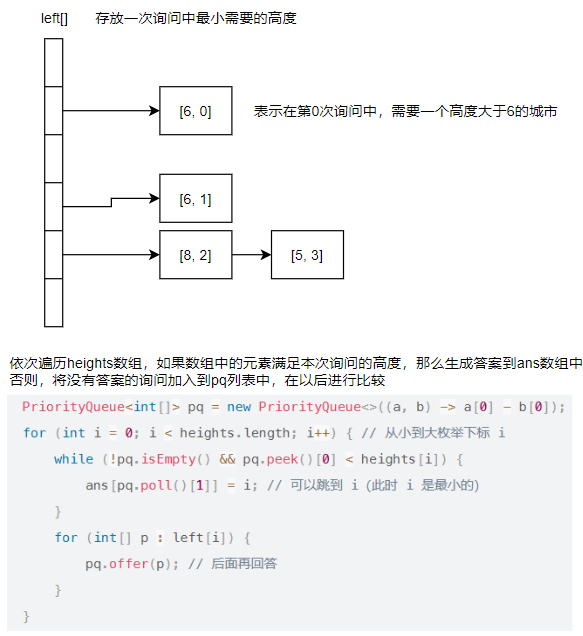 left[] 存放一次询问中最小需要的高度
[6, 0] 表示在第0次询问中，需要一个高度大于6的城市
[6, 1]
[8, 2] [5, 3]
依次遍历heights数组，如果数组中的元素满足本次询问的高度，那么生成答案到ans数组中
否则，将没有答案的询问加入到pq列表中，在以后进行比较
PriorityQueue<int[]> pq = new PriorityQueue<>((a, b) -> a[0] - b[0]);
for (int i = 0; i < heights.length; i++) { // 从小到大枚举下标 i
    while (!pq.isEmpty() && pq.peek()[0] < heights[i]) {
        ans[pq.poll()[1]] = i; // 可以跳到 i (此时 i 是最小的)
    }
    for (int[] p : left[i]) {
        pq.offer(p); // 后面再回答
    }
}